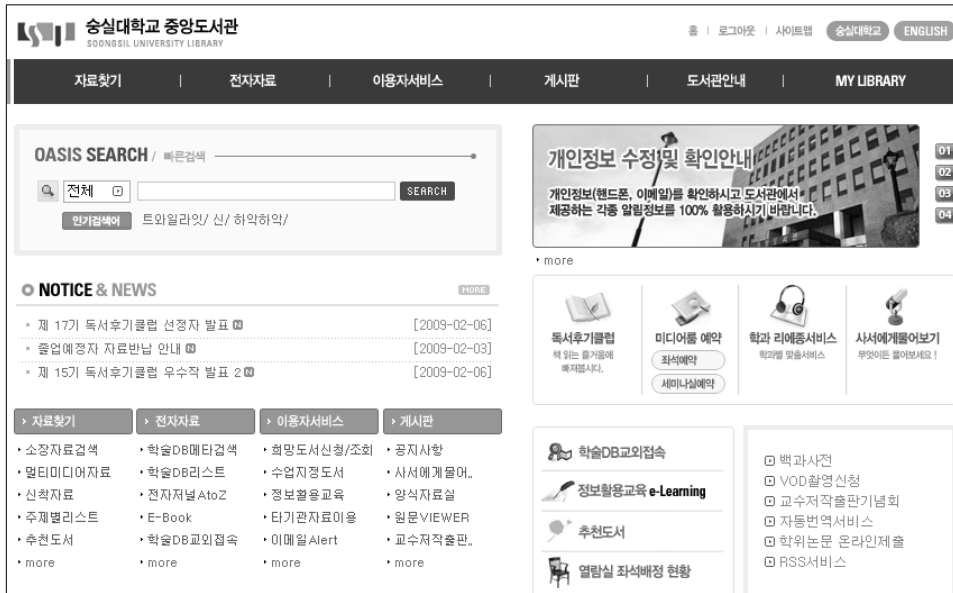 숭실대학교 중앙도서관
SOONGSIL UNIVERSITY LIBRARY
홈 | 로그아웃 | 사이트맵 숭실대학교 ENGLISH
자료찾기 | 전자자료 | 이용자서비스 | 게시판 | 도서관안내 | MY LIBRARY
OASIS SEARCH / 빠른검색
전체 SEARCH
인기검색어 트와일라잇/ 신/ 하악하악/
개인정보 수정및 확인안내
개인정보(핸드폰, 이메일)를 확인하시고 도서관에서
제공하는 각종 알림정보를 100% 활용하시기 바랍니다.
01
02
03
04
more
NOTICE & NEWS MORE
제 17기 독서후기클럽 선정자 발표 N [2009-02-06]
졸업예정자 자료반납 안내 N [2009-02-03]
제 15기 독서후기클럽 우수작 발표 2 N [2009-02-06]
독서후기클럽
책 읽는 즐거움에
빠져봅시다.
미디어룸 예약
좌석예약
세미나실예약
학과 리에종서비스
학과별 맞춤서비스
사서에게물어보기
무엇이든 물어보세요 !
자료찾기
소장자료검색
멀티미디어자료
신착자료
주제별리스트
추천도서
more
전자자료
학술DB메타검색
학술DB리스트
전자저널AtoZ
E-Book
학술DB교외접속
more
이용자서비스
희망도서신청/조회
수업지정도서
정보활용교육
타기관자료이용
이메일Alert
more
게시판
공지사항
사서에게물어..
양식자료실
원문VIEWER
교수저작출판..
more
학술DB교외접속
정보활용교육 e-Learning
추천도서
열람실 좌석배정 현황
백과사전
VOD촬영신청
교수저작출판기념회
자동번역서비스
학위논문 온라인제출
RSS서비스